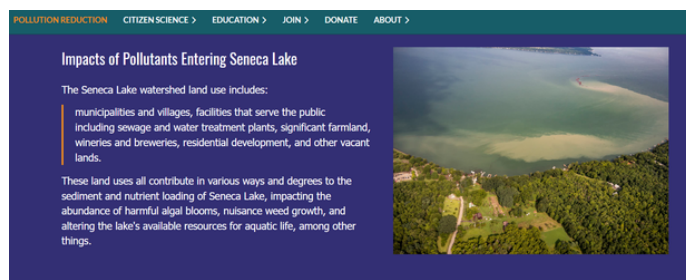 POLLUTION REDUCTION CITIZEN SCIENCE > EDUCATION > JOIN > DONATE ABOUT >
Impacts of Pollutants Entering Seneca Lake
The Seneca Lake watershed land use includes:
municipalities and villages, facilities that serve the public
including sewage and water treatment plants, significant farmland,
wineries and breweries, residential development, and other vacant
lands.
These land uses all contribute in various ways and degrees to the
sediment and nutrient loading of Seneca Lake, impacting the
abundance of harmful algal blooms, nuisance weed growth, and
altering the lake's available resources for aquatic life, among other
things.